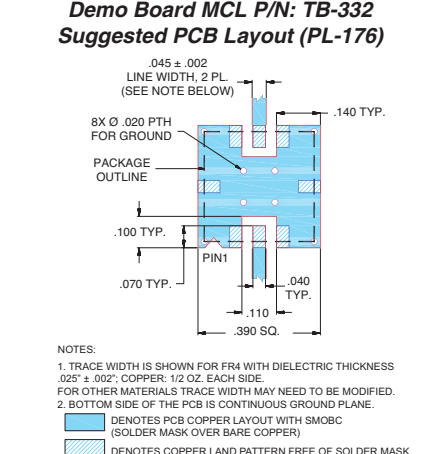 Demo Board MCL P/N: TB-332
Suggested PCB Layout (PL-176)
.045 ± .002
LINE WIDTH, 2 PL.
(SEE NOTE BELOW)
.140 TYP.
8X Ø .020 PTH
FOR GROUND
PACKAGE
OUTLINE
.100 TYP.
PIN1
.070 TYP.
.040
TYP.
.110
.390 SQ.
NOTES:
1. TRACE WIDTH IS SHOWN FOR FR4 WITH DIELECTRIC THICKNESS
.025" ± .002"; COPPER: 1/2 OZ. EACH SIDE.
FOR OTHER MATERIALS TRACE WIDTH MAY NEED TO BE MODIFIED.
2. BOTTOM SIDE OF THE PCB IS CONTINUOUS GROUND PLANE.
DENOTES PCB COPPER LAYOUT WITH SMOBC
(SOLDER MASK OVER BARE COPPER)
DENOTES COPPER LAND PATTERN FREE OF SOLDER MASK